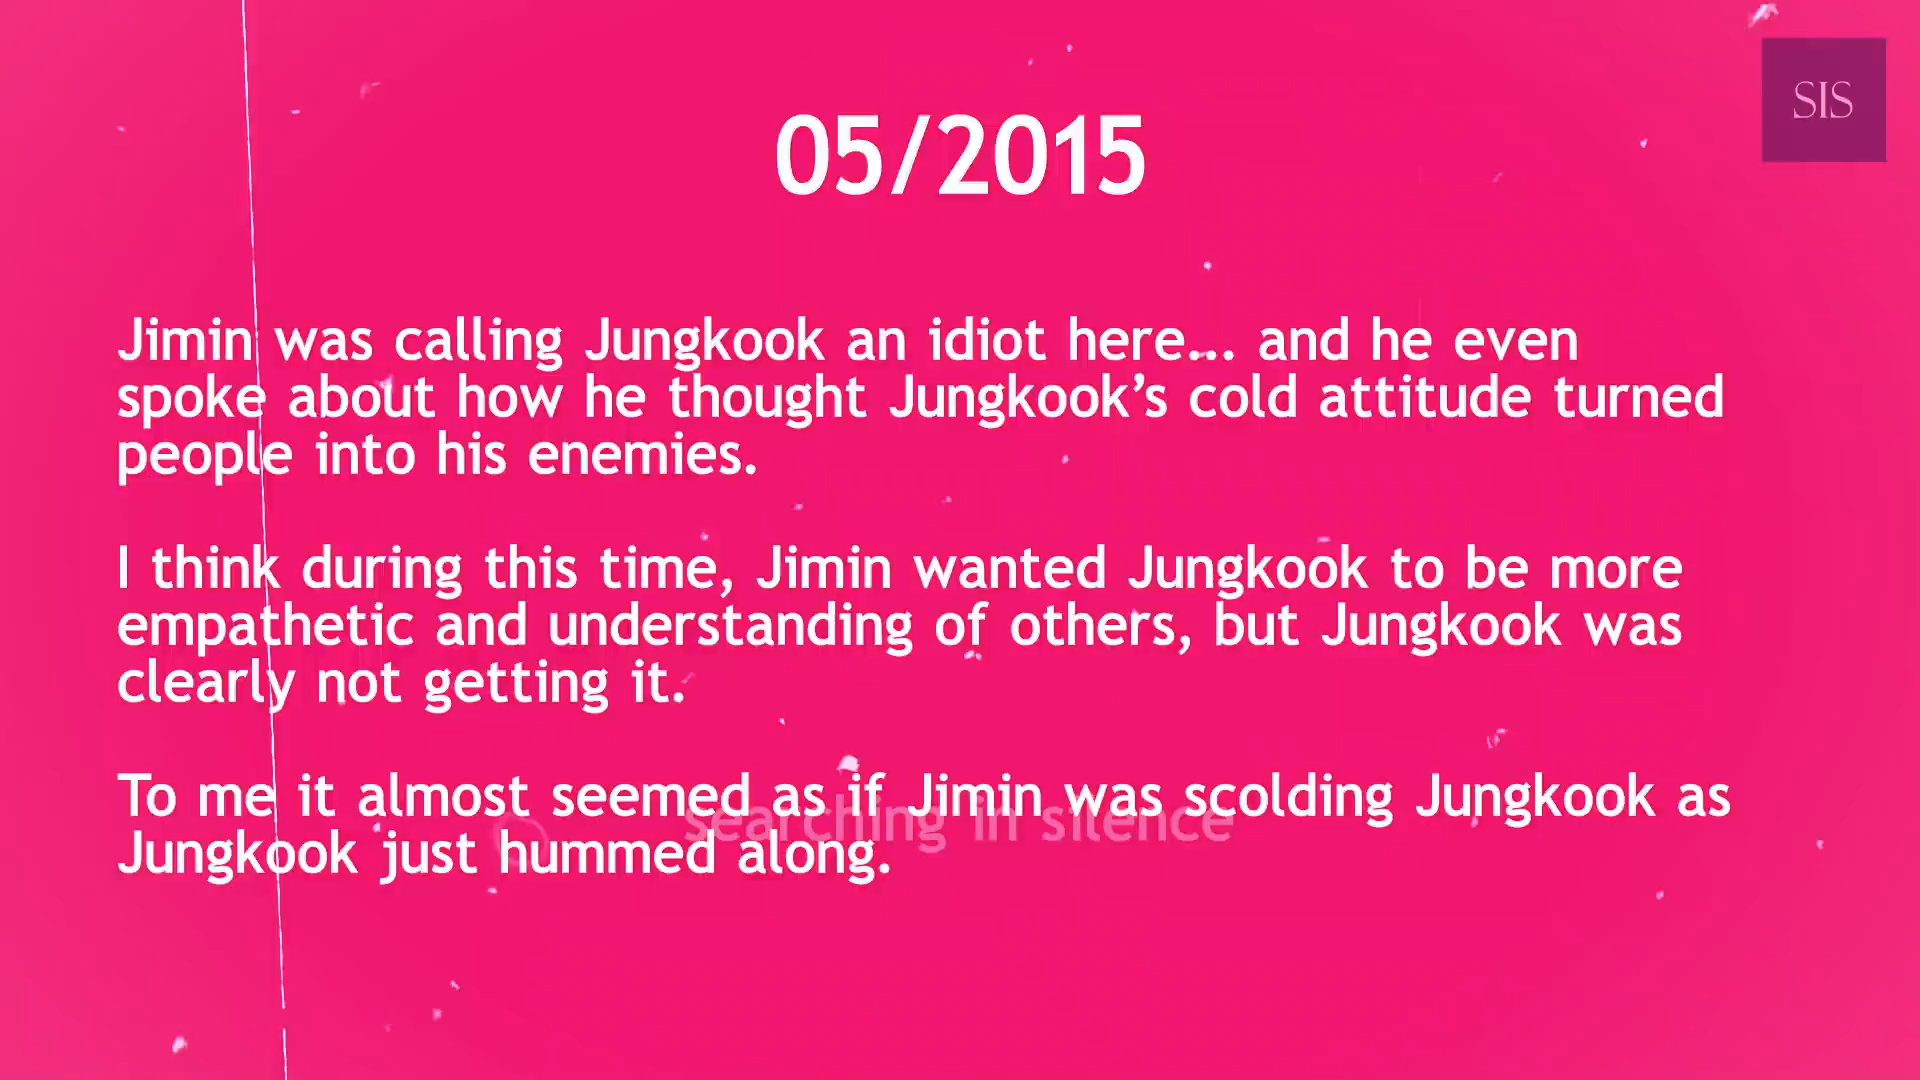 SIS
05/2015
Jimin was calling Jungkook an idiot here... and he even
spoke about how he thought Jungkook’s cold attitude turned
people into his enemies.
I think during this time, Jimin wanted Jungkook to be more
empathetic and understanding of others, but Jungkook was
clearly not getting it.
To me it almost seemed as if Jimin was scolding Jungkook as
searching in silence
Jungkook just hummed along.